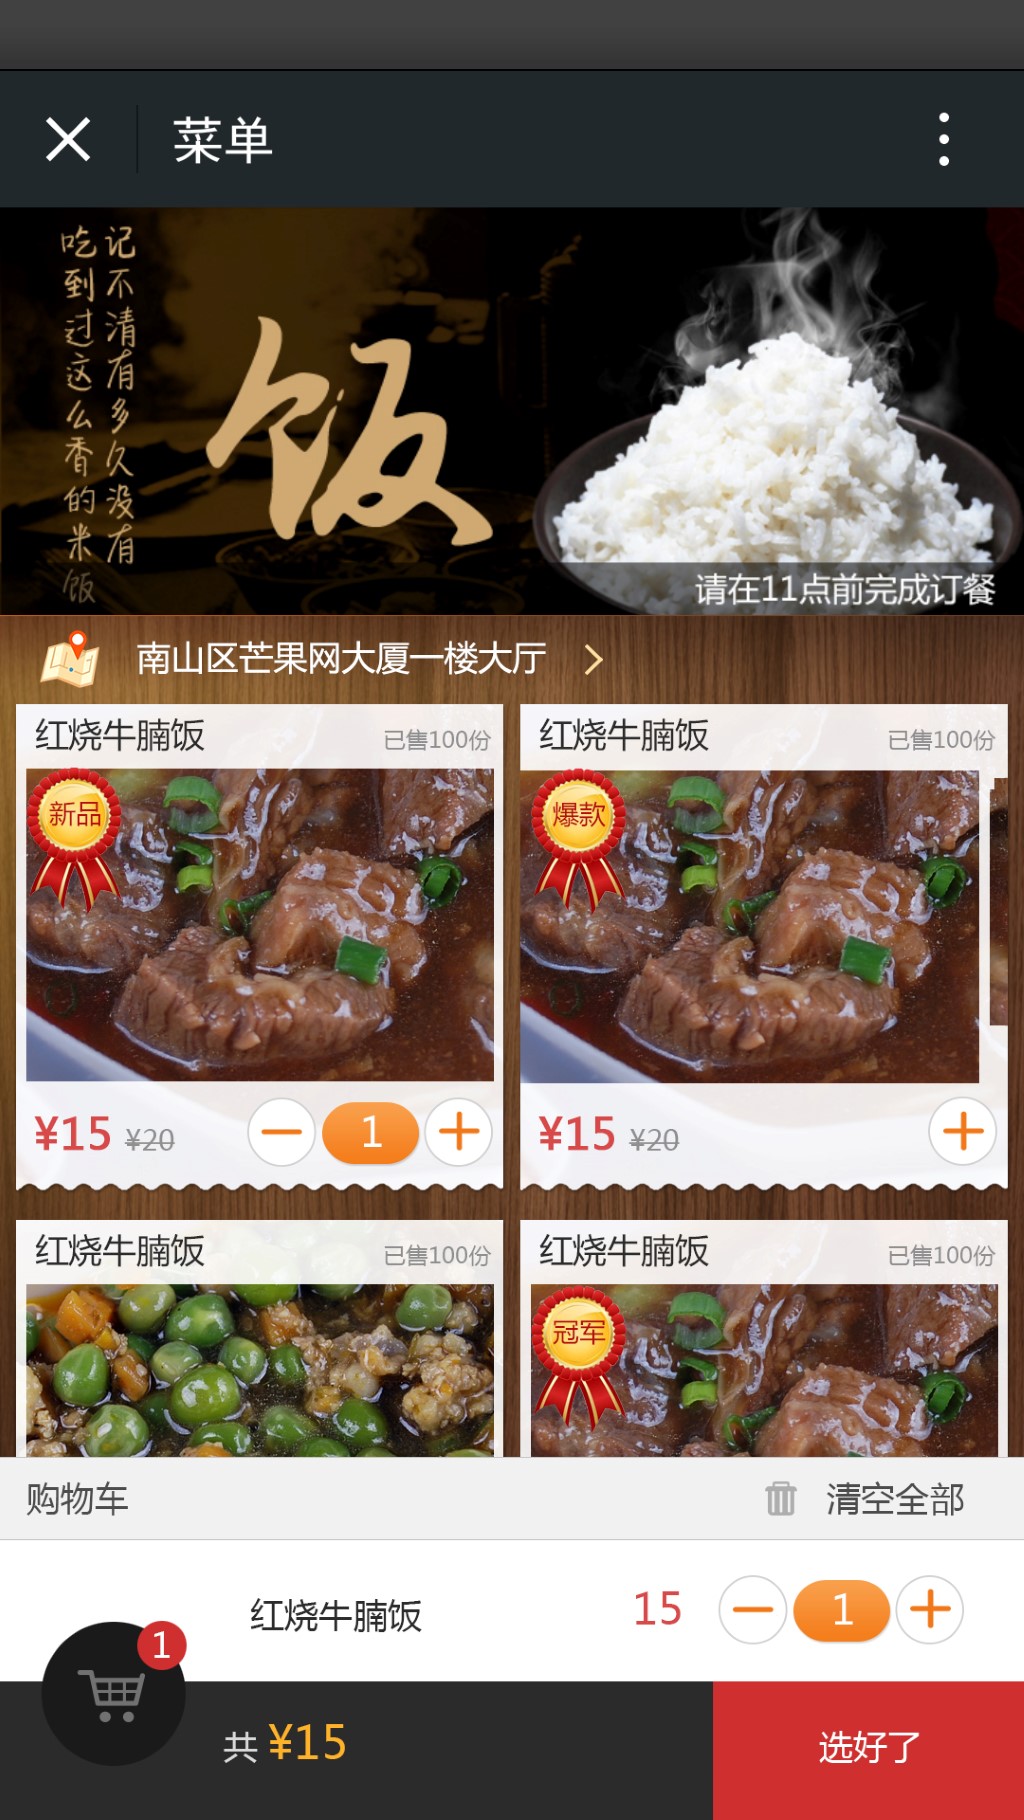 菜单
记不清有多久没有
吃到过这么香的米饭
饭
请在11点前完成订餐
南山区芒果网大厦一楼大厅
红烧牛腩饭 已售100份
新品
¥15 ¥20 1
红烧牛腩饭 已售100份
爆款
¥15 ¥20
红烧牛腩饭 已售100份
红烧牛腩饭 已售100份
冠军
购物车 清空全部
红烧牛腩饭 15 1
1
共 ¥15 选好了